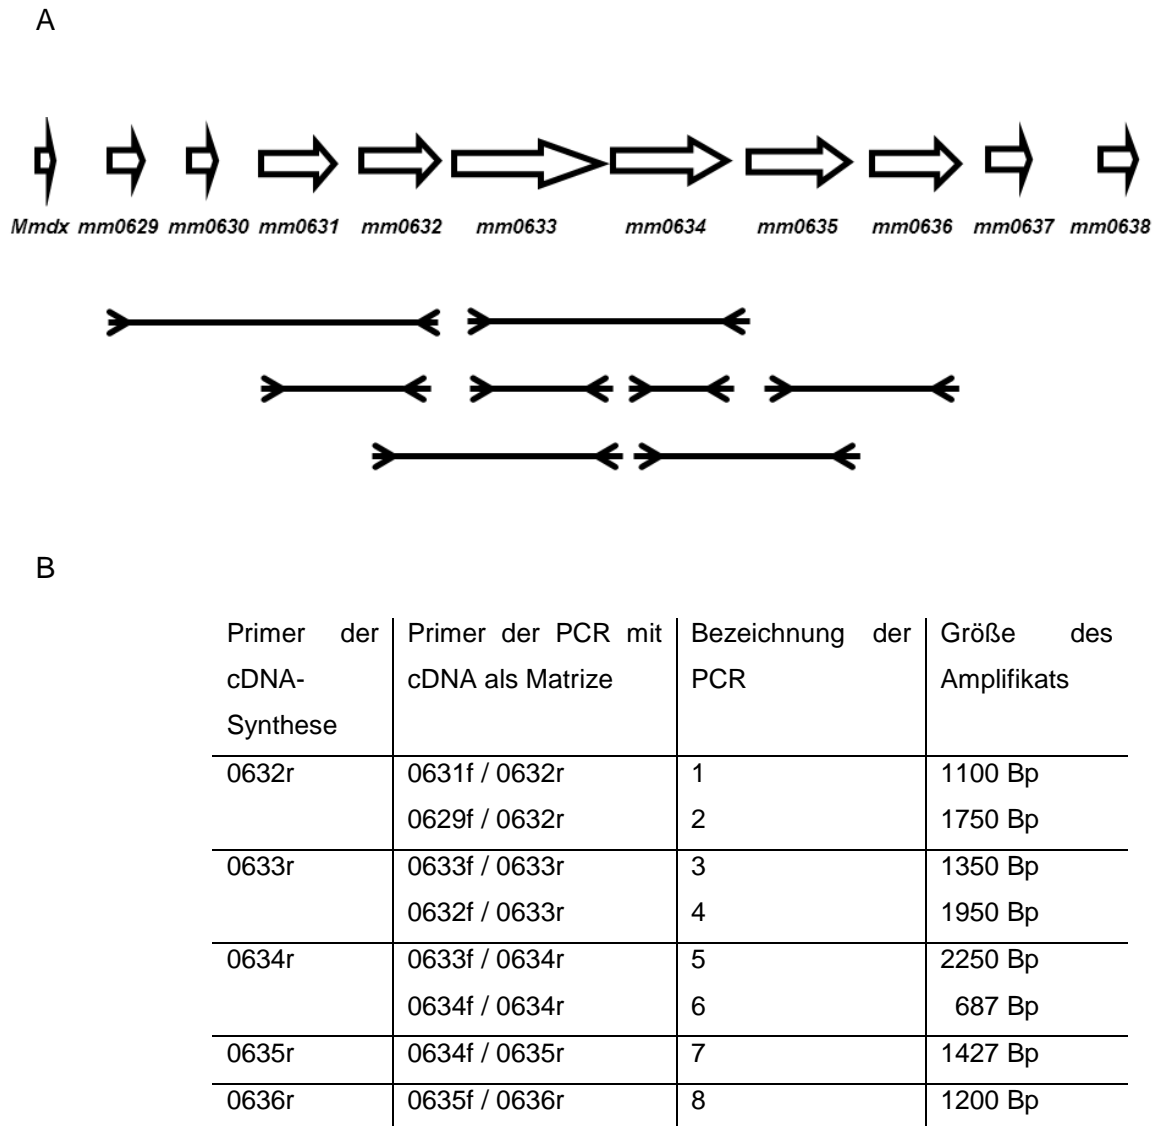 A
Mmdx mm0629 mm0630 mm0631 mm0632 mm0633 mm0634 mm0635 mm0636 mm0637 mm0638
B
Primer der cDNA-Synthese | Primer der PCR mit cDNA als Matrize | Bezeichnung der PCR | Größe des Amplifikats
0632r 0631f / 0632r 1 1100 Bp
0629f / 0632r 2 1750 Bp
0633r 0633f / 0633r 3 1350 Bp
0632f / 0633r 4 1950 Bp
0634r 0633f / 0634r 5 2250 Bp
0634f / 0634r 6 687 Bp
0635r 0634f / 0635r 7 1427 Bp
0636r 0635f / 0636r 8 1200 Bp